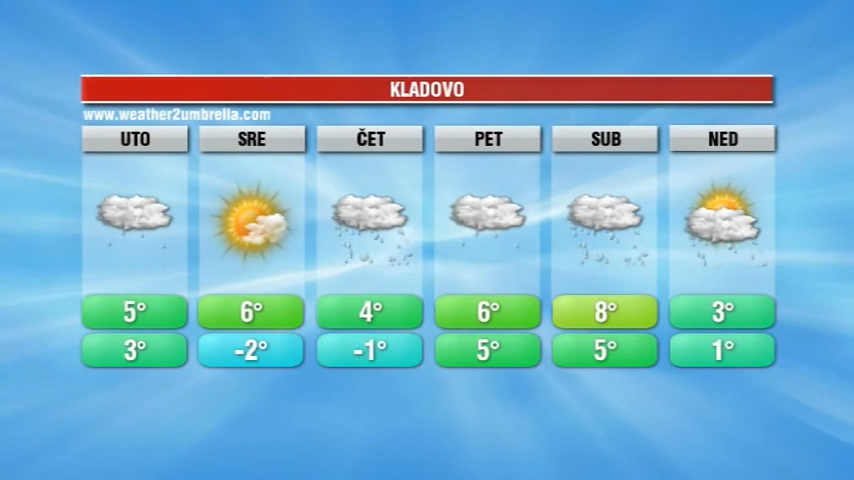 KLADOVO
www.weather2umbrella.com
UTO SRE ČET PET SUB NED
5° 6° 4° 6° 8° 3°
3° -2° -1° 5° 5° 1°